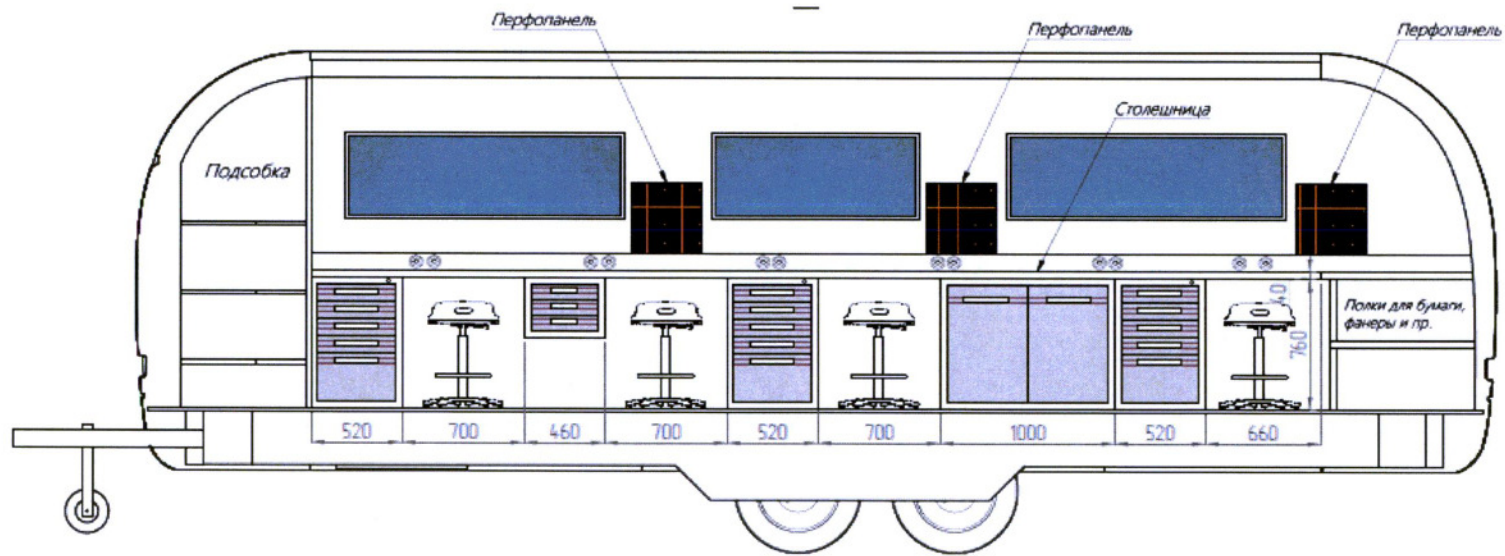 Перфопанель
Перфопанель
Перфопанель
Столешница
Подсобка
Полки для бумаги,
фанеры и пр.
40
760
520
700
460
700
520
700
1000
520
660